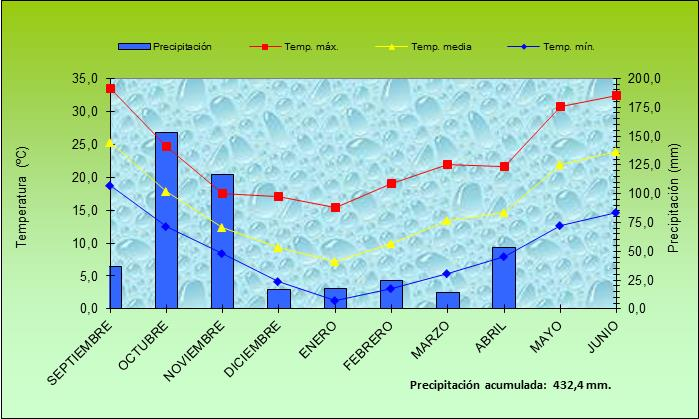 Precipitación Temp. máx. Temp. media Temp. mín.
Temperatura (ºC)
35,0
30,0
25,0
20,0
15,0
10,0
5,0
0,0
200,0
175,0
150,0
125,0
100,0
75,0
50,0
25,0
0,0
Precipitación (mm)
SEPTIEMBRE
OCTUBRE
NOVIEMBRE
DICIEMBRE
ENERO
FEBRERO
MARZO
ABRIL
MAYO
JUNIO
Precipitación acumulada: 432,4 mm.